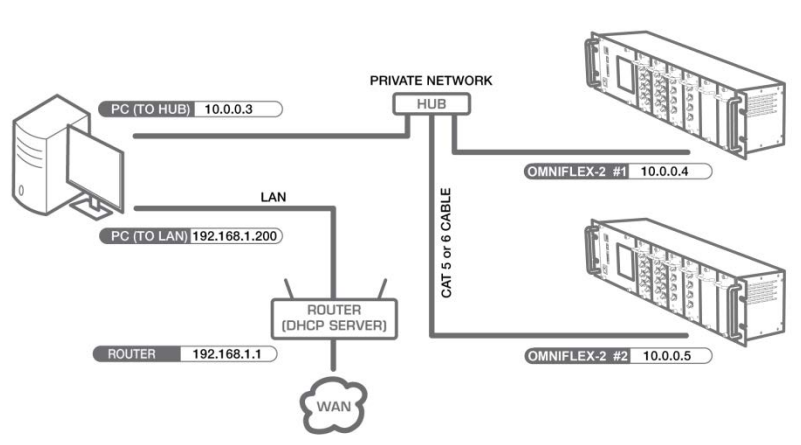 PRIVATE NETWORK
HUB
PC (TO HUB) 10.0.0.3
OMNIFLEX-2 #1 10.0.0.4
LAN
PC (TO LAN) 192.168.1.200
CAT 5 or 6 CABLE
ROUTER
(DHCP SERVER)
ROUTER 192.168.1.1
OMNIFLEX-2 #2 10.0.0.5
WAN